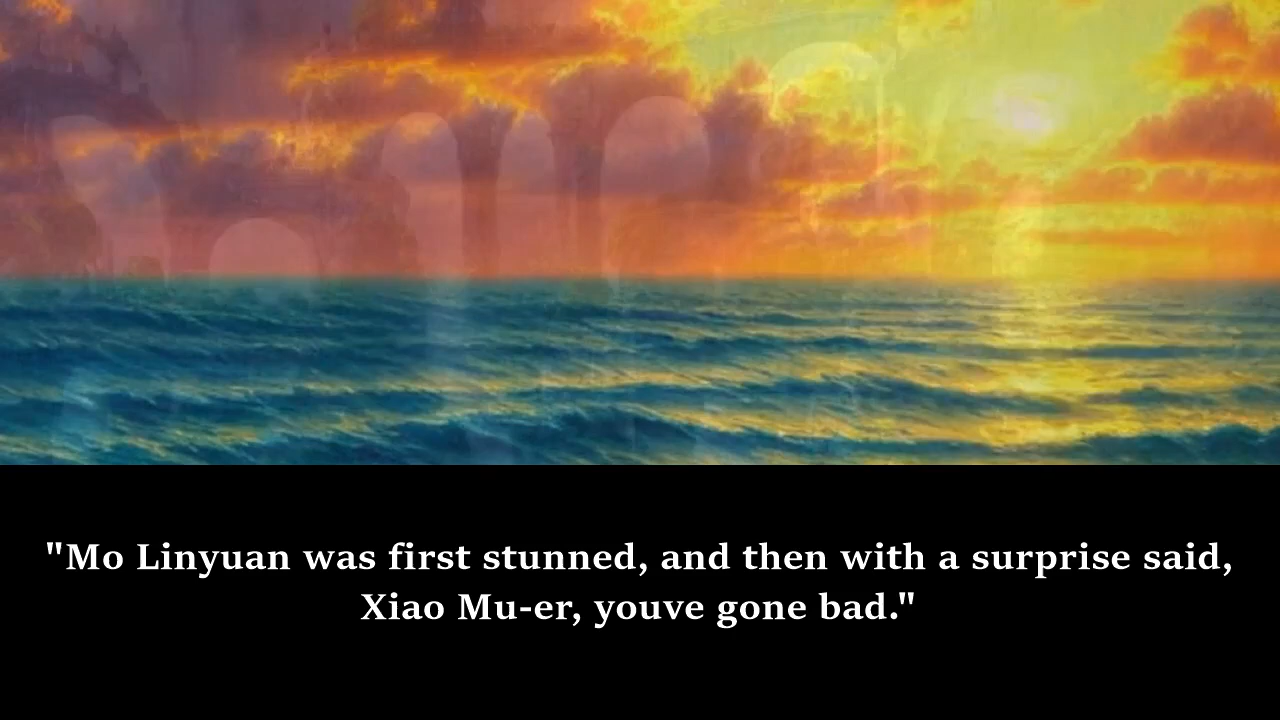 "Mo Linyuan was first stunned, and then with a surprise said,
Xiao Mu-er, youve gone bad."